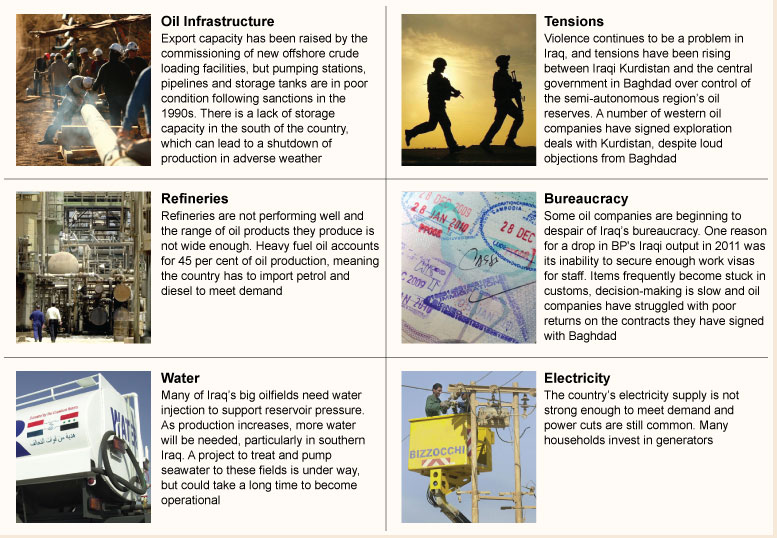 Oil Infrastructure
Export capacity has been raised by the
commissioning of new offshore crude
loading facilities, but pumping stations,
pipelines and storage tanks are in poor
condition following sanctions in the
1990s. There is a lack of storage
capacity in the south of the country,
which can lead to a shutdown of
production in adverse weather
Tensions
Violence continues to be a problem in
Iraq, and tensions have been rising
between Iraqi Kurdistan and the central
government in Baghdad over control of
the semi-autonomous region's oil
reserves. A number of western oil
companies have signed exploration
deals with Kurdistan, despite loud
objections from Baghdad
Refineries
Refineries are not performing well and
the range of oil products they produce is
not wide enough. Heavy fuel oil accounts
for 45 per cent of oil production, meaning
the country has to import petrol and
diesel to meet demand
CAMBODIA
28 JAN 2010
28 DEC
Bureaucracy
Some oil companies are beginning to
despair of Iraq's bureaucracy. One reason
for a drop in BP's Iraqi output in 2011 was
its inability to secure enough work visas
for staff. Items frequently become stuck in
customs, decision-making is slow and oil
companies have struggled with poor
returns on the contracts they have signed
with Baghdad
هدية من قوات التحالف
Water
Many of Iraq's big oilfields need water
injection to support reservoir pressure.
As production increases, more water
will be needed, particularly in southern
Iraq. A project to treat and pump
seawater to these fields is under way,
but could take a long time to become
operational
BIZZOCCHI
Electricity
The country's electricity supply is not
strong enough to meet demand and
power cuts are still common. Many
households invest in generators